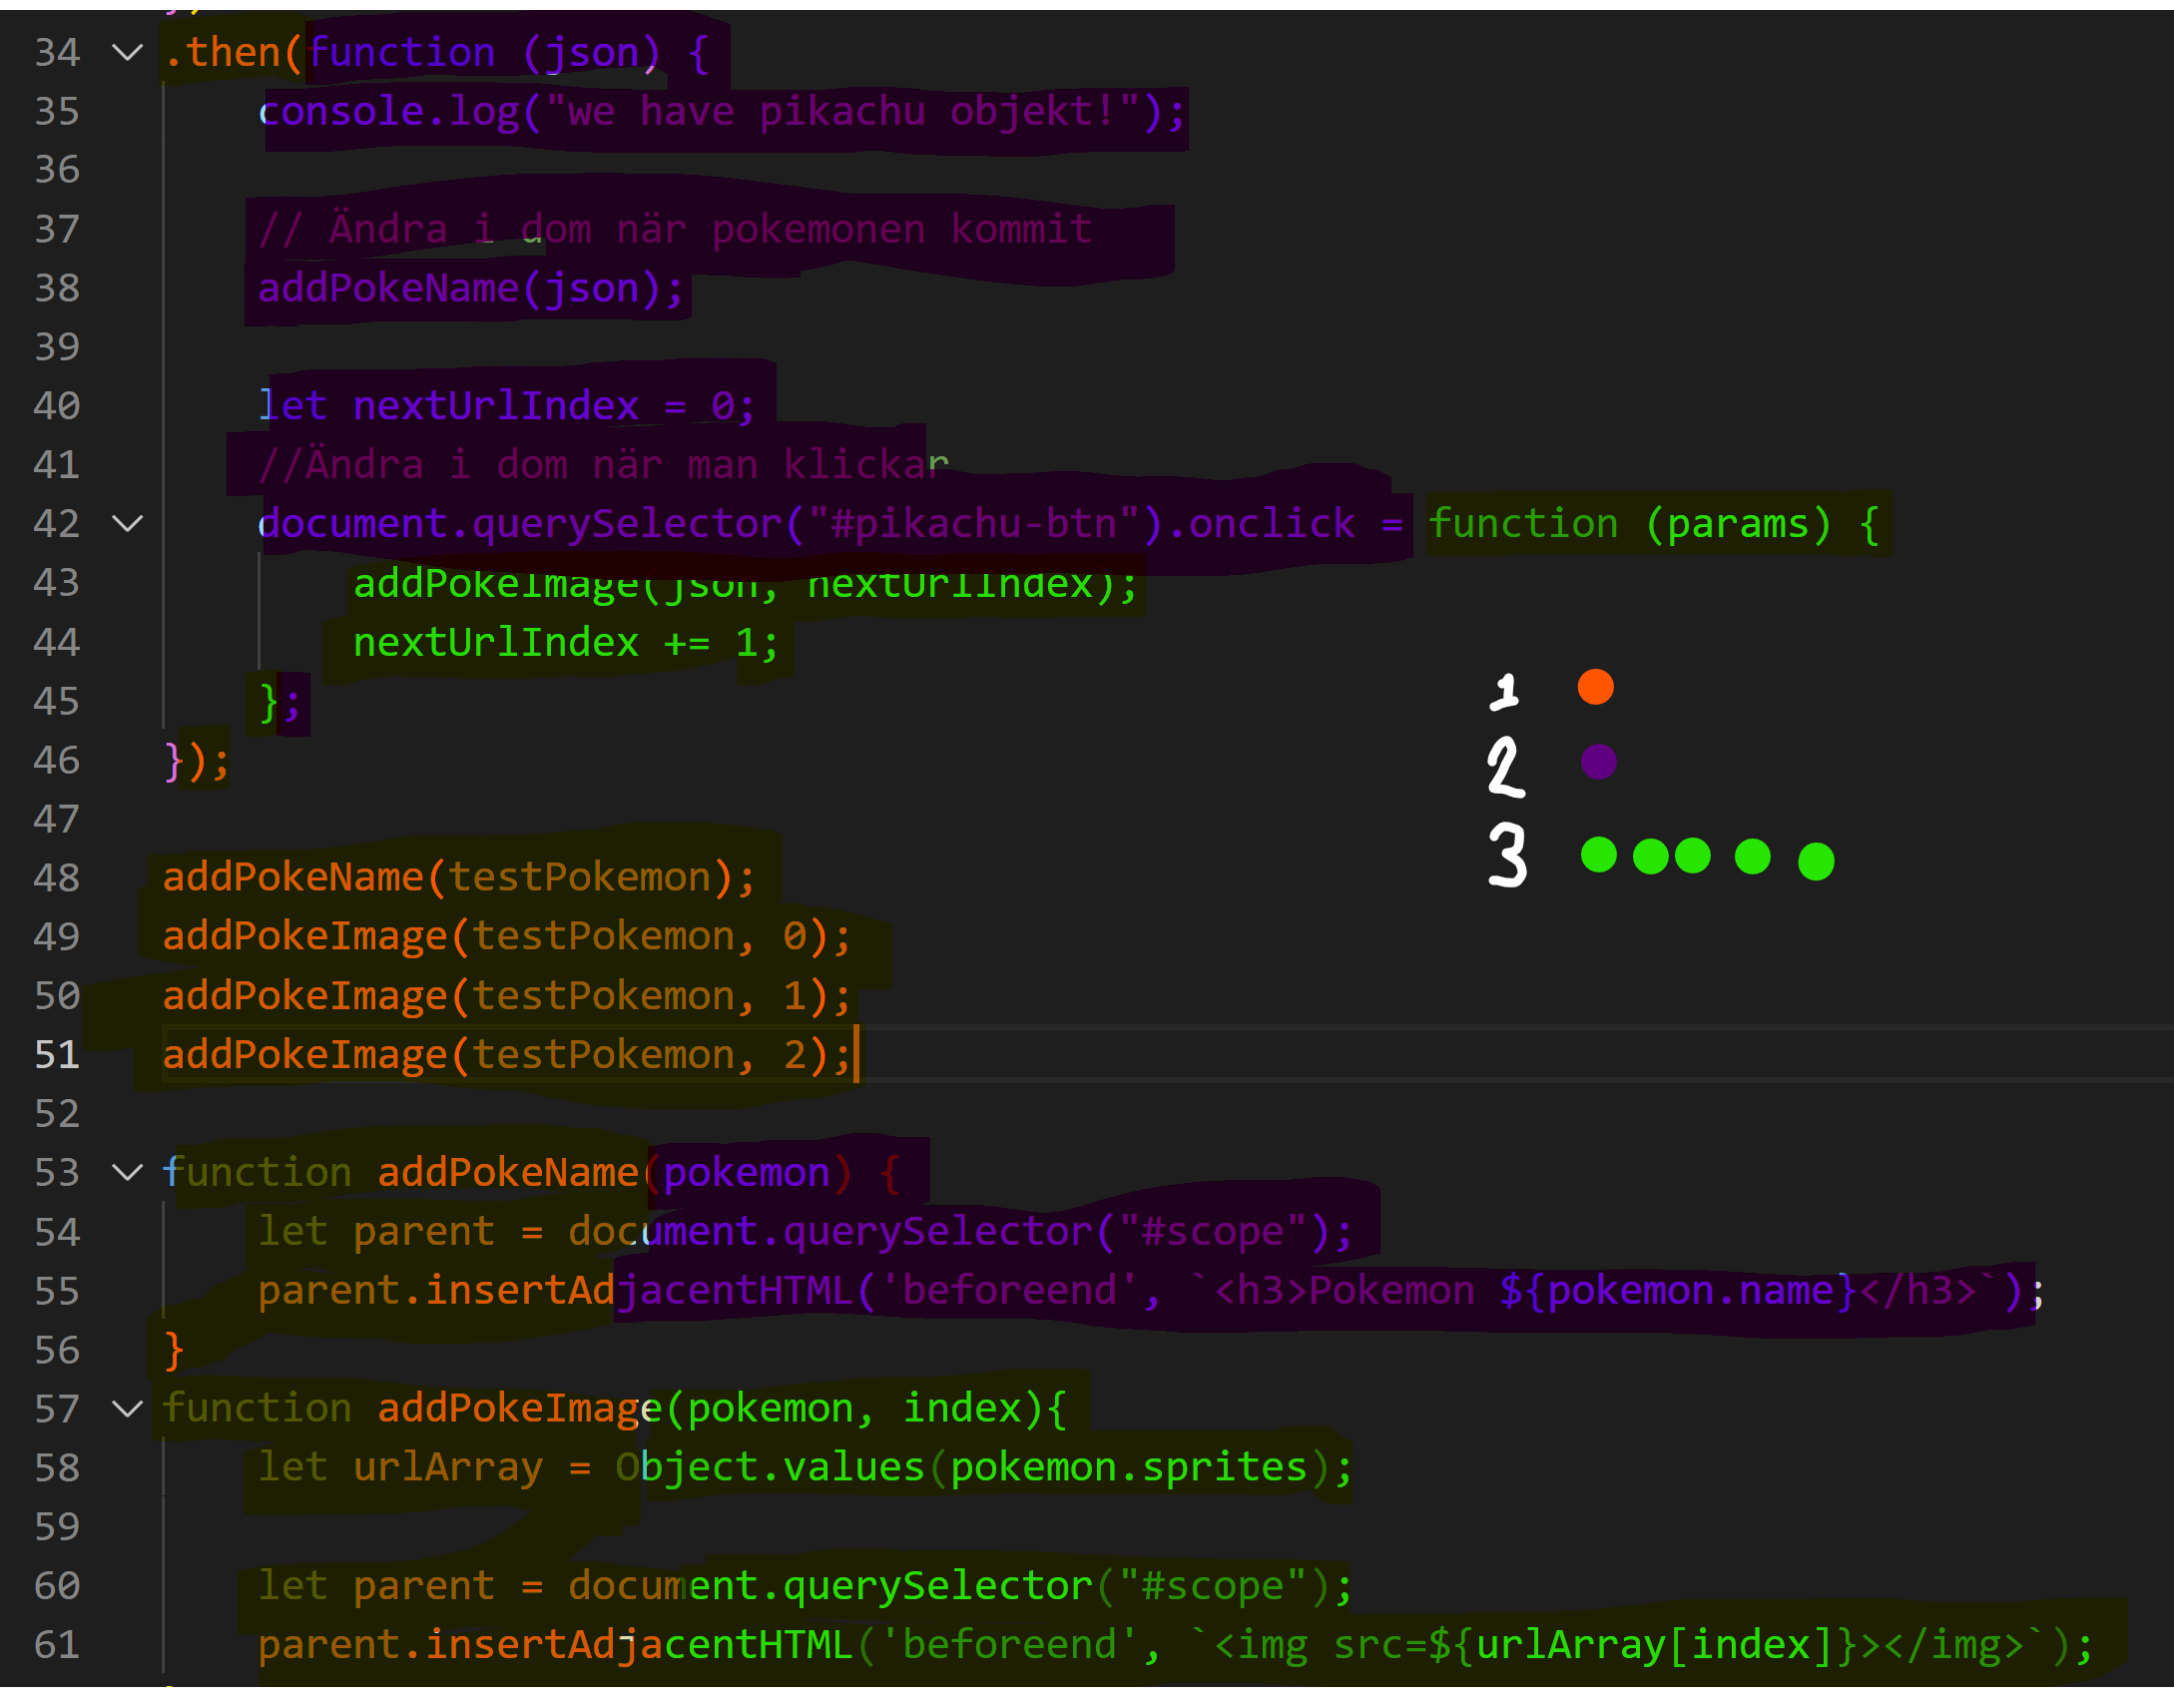 34 .then(function (json) {
35 console.log("we have pikachu objekt!");
36
37 // Ändra i dom när pokemonen kommit
38 addPokeName(json);
39
40 let nextUrlIndex = 0;
41 //Ändra i dom när man klickar
42 document.querySelector("#pikachu-btn").onclick = function (params) {
43 addPokeImage(json, nextUrlIndex);
44 nextUrlIndex += 1;
45 };
46 });
47
48 addPokeName(testPokemon);
49 addPokeImage(testPokemon, 0);
50 addPokeImage(testPokemon, 1);
51 addPokeImage(testPokemon, 2);
52
53 function addPokeName(pokemon) {
54 let parent = document.querySelector("#scope");
55 parent.insertAdjacentHTML('beforeend', `<h3>Pokemon ${pokemon.name}</h3>`);
56 }
57 function addPokeImage(pokemon, index){
58 let urlArray = Object.values(pokemon.sprites);
59
60 let parent = document.querySelector("#scope");
61 parent.insertAdjacentHTML('beforeend', `<img src=${urlArray[index]}></img>`);
1
2
3